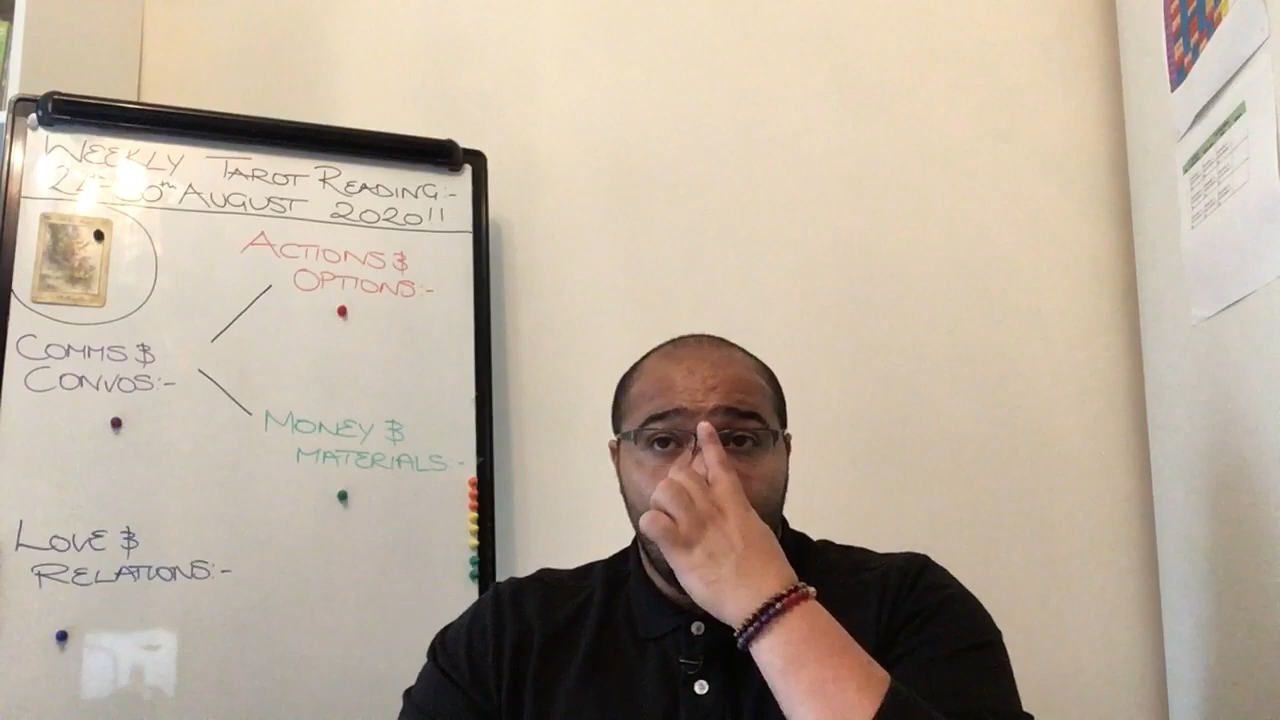 WEEKLY TAROT READING:-
AUGUST 2020!!
ACTIONS &
OPTIONS:-
COMMS &
CONVOS:-
MONEY &
MATERIALS:-
LOVE &
RELATIONS:-